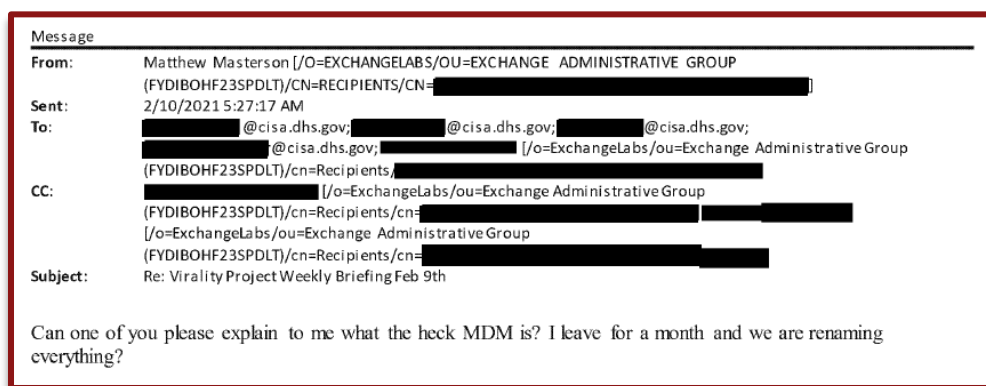 Message
From: Matthew Masterson [/O=EXCHANGELABS/OU=EXCHANGE ADMINISTRATIVE GROUP
(FYDIBOHF23SPDLT)/CN=RECIPIENTS/CN=
Sent: 2/10/2021 5:27:17 AM
To: @cisa.dhs.gov; @cisa.dhs.gov; @cisa.dhs.gov;
@cisa.dhs.gov; [/o=ExchangeLabs/ou=Exchange Administrative Group
(FYDIBOHF23SPDLT)/cn=Recipients/
CC: [/o=ExchangeLabs/ou=Exchange Administrative Group
(FYDIBOHF23SPDLT)/cn=Recipients/cn=
[/o=ExchangeLabs/ou=Exchange Administrative Group
(FYDIBOHF23SPDLT)/cn=Recipients/cn=
Subject: Re: Virality Project Weekly Briefing Feb 9th
Can one of you please explain to me what the heck MDM is? I leave for a month and we are renaming
everything?